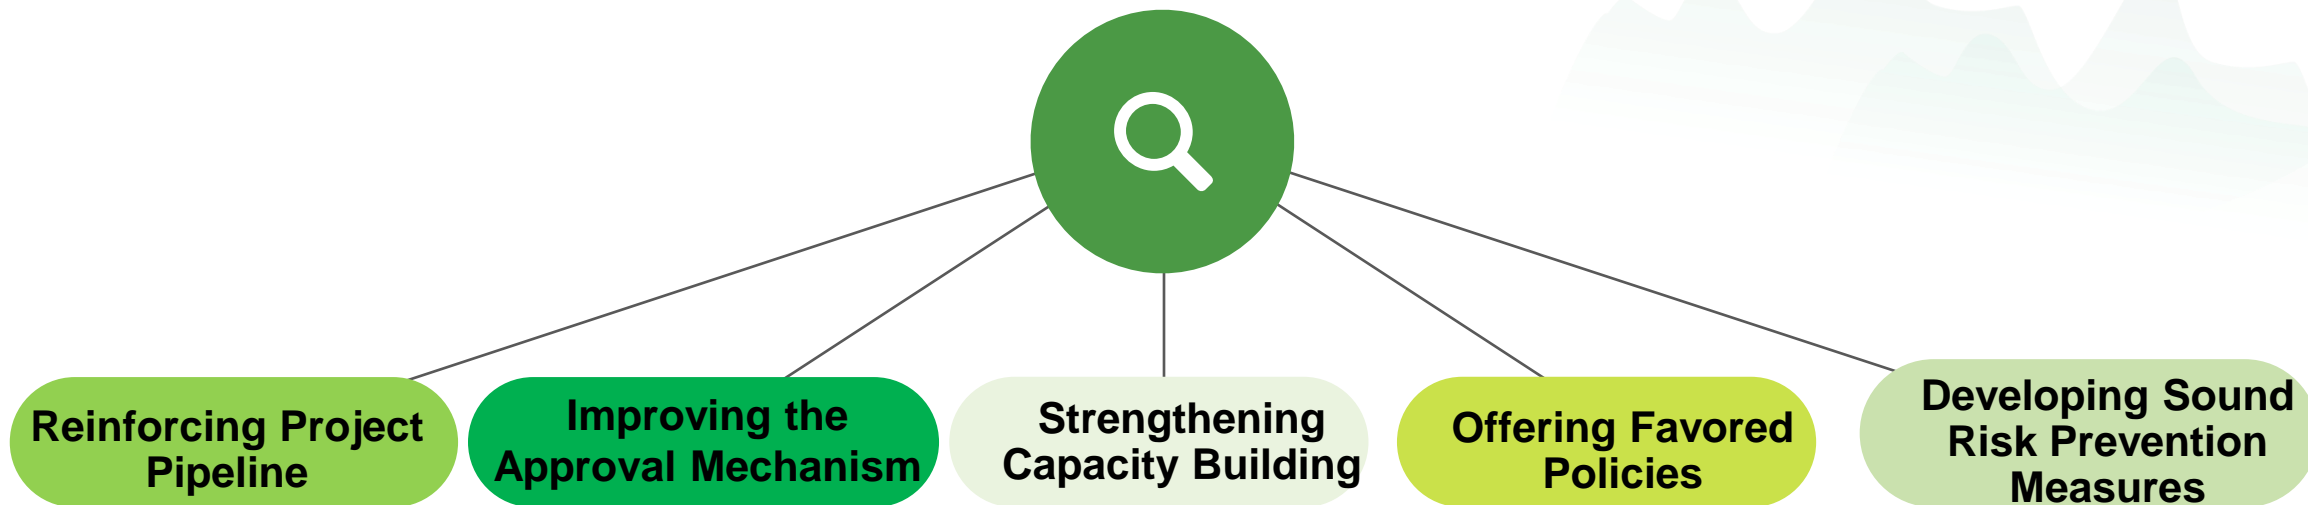 Reinforcing Project
Pipeline
Improving the
Approval Mechanism
Strengthening
Capacity Building
Offering Favored
Policies
Developing Sound
Risk Prevention
Measures